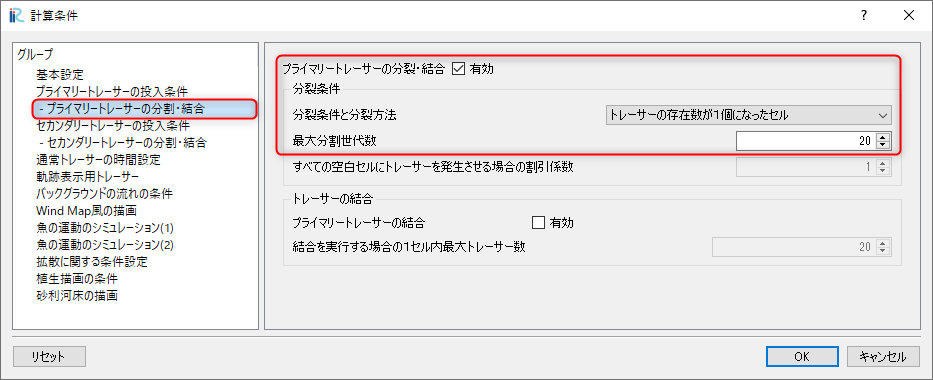 計算条件
グループ
基本設定
プライマリートレーサーの投入条件
- プライマリートレーサーの分割・結合
セカンダリートレーサーの投入条件
- セカンダリートレーサーの分割・結合
通常トレーサーの時間設定
軌跡表示用トレーサー
バックグラウンドの流れの条件
Wind Map風の描画
魚の運動のシミュレーション(1)
魚の運動のシミュレーション(2)
拡散に関する条件設定
植生描画の条件
砂利河床の描画
プライマリートレーサーの分裂・結合 有効
分裂条件
分裂条件と分裂方法 トレーサーの存在数が1個になったセル
最大分割世代数 20
すべての空白セルにトレーサーを発生させる場合の割引係数 1
トレーサーの結合
プライマリートレーサーの結合 有効
結合を実行する場合の1セル内最大トレーサー数 20
リセット OK キャンセル